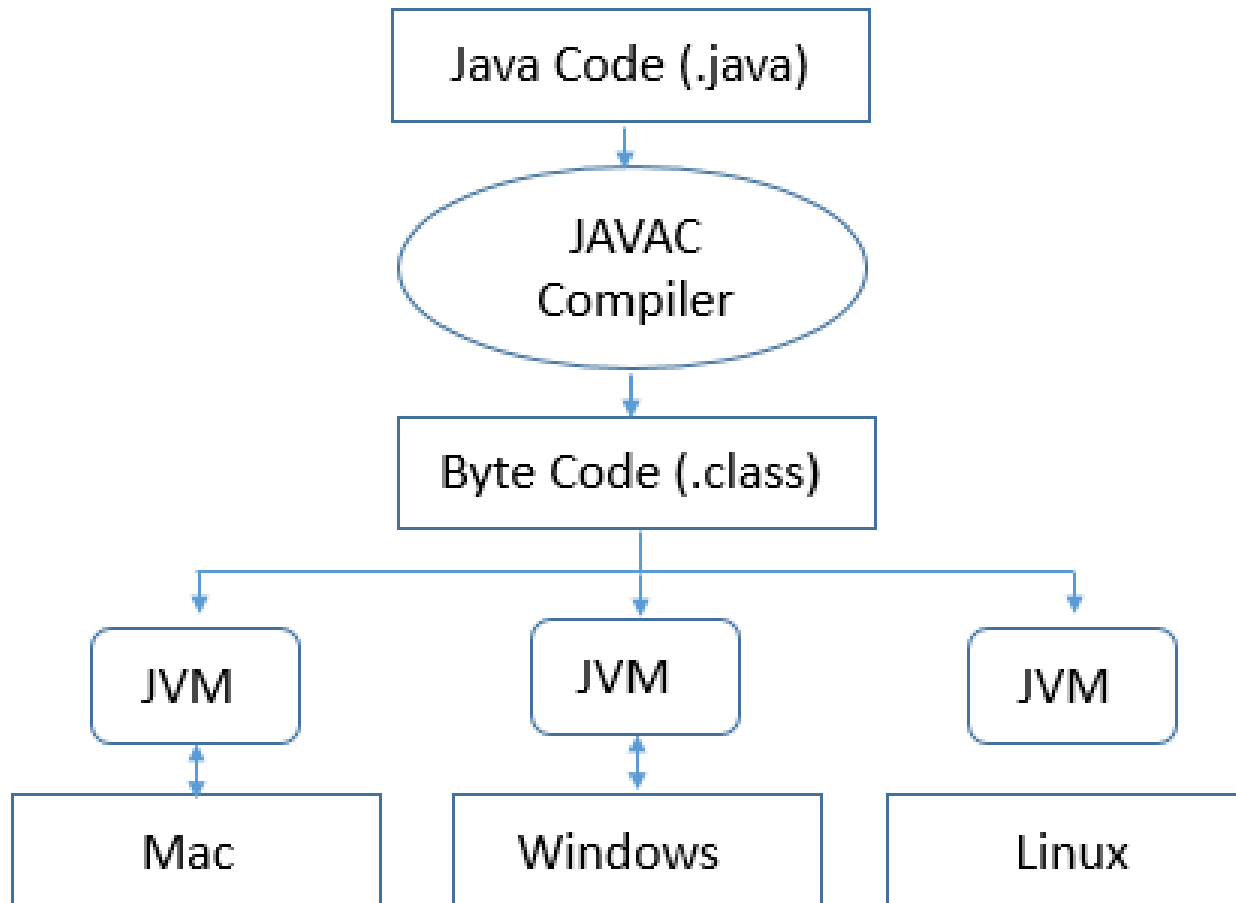 Java Code (.java)
JAVAC
Compiler
Byte Code (.class)
JVM
JVM
JVM
Mac
Windows
Linux